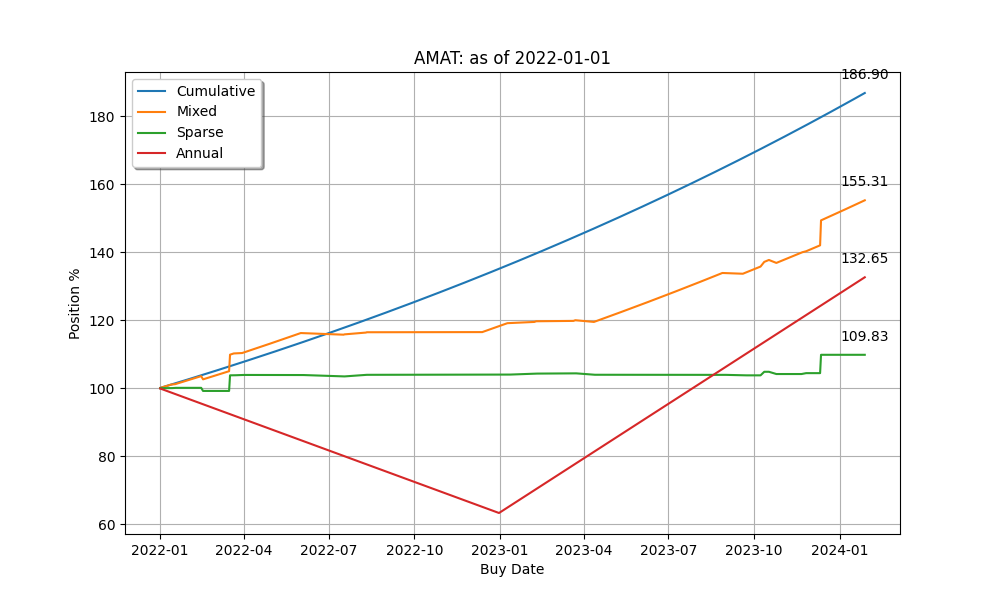 AMAT: as of 2022-01-01
Cumulative
Mixed
Sparse
Annual
186.90
155.31
132.65
109.83
Position %
180
160
140
120
100
80
60
2022-01 2022-04 2022-07 2022-10 2023-01 2023-04 2023-07 2023-10 2024-01
Buy Date